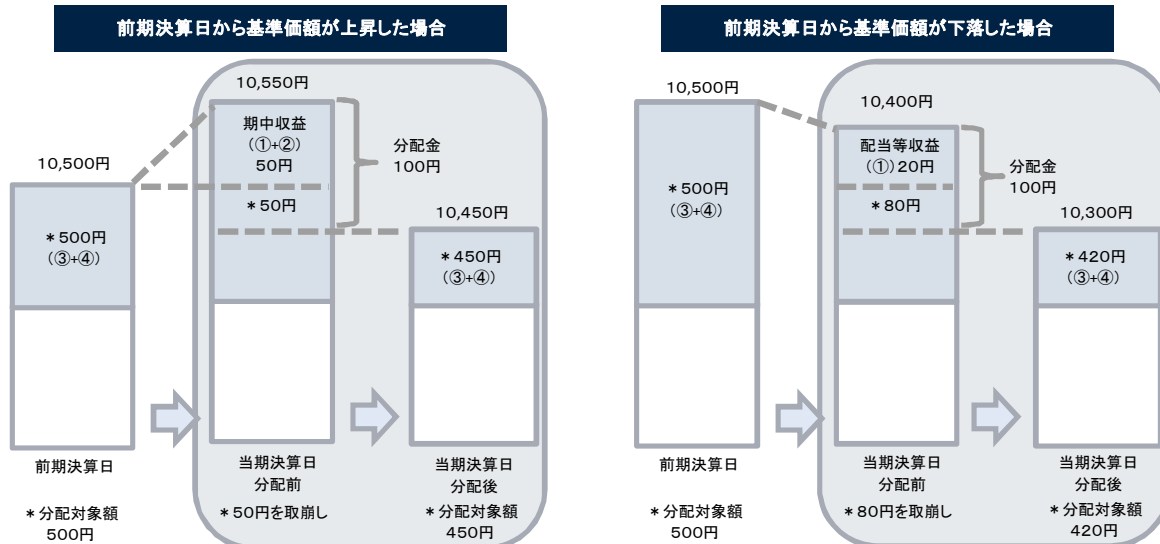 前期決算日から基準価額が上昇した場合
10,550円
期中収益
(①+②)
50円
分配金
100円
10,500円
*50円
10,450円
*500円
(③+④)
*450円
(③+④)
前期決算日
当期決算日
分配前
当期決算日
分配後
*分配対象額
500円
*50円を取崩し
*分配対象額
450円
前期決算日から基準価額が下落した場合
10,500円
10,400円
配当等収益
(①)20円
分配金
100円
*500円
(③+④)
*80円
10,300円
*420円
(③+④)
前期決算日
当期決算日
分配前
当期決算日
分配後
*分配対象額
500円
*80円を取崩し
*分配対象額
420円